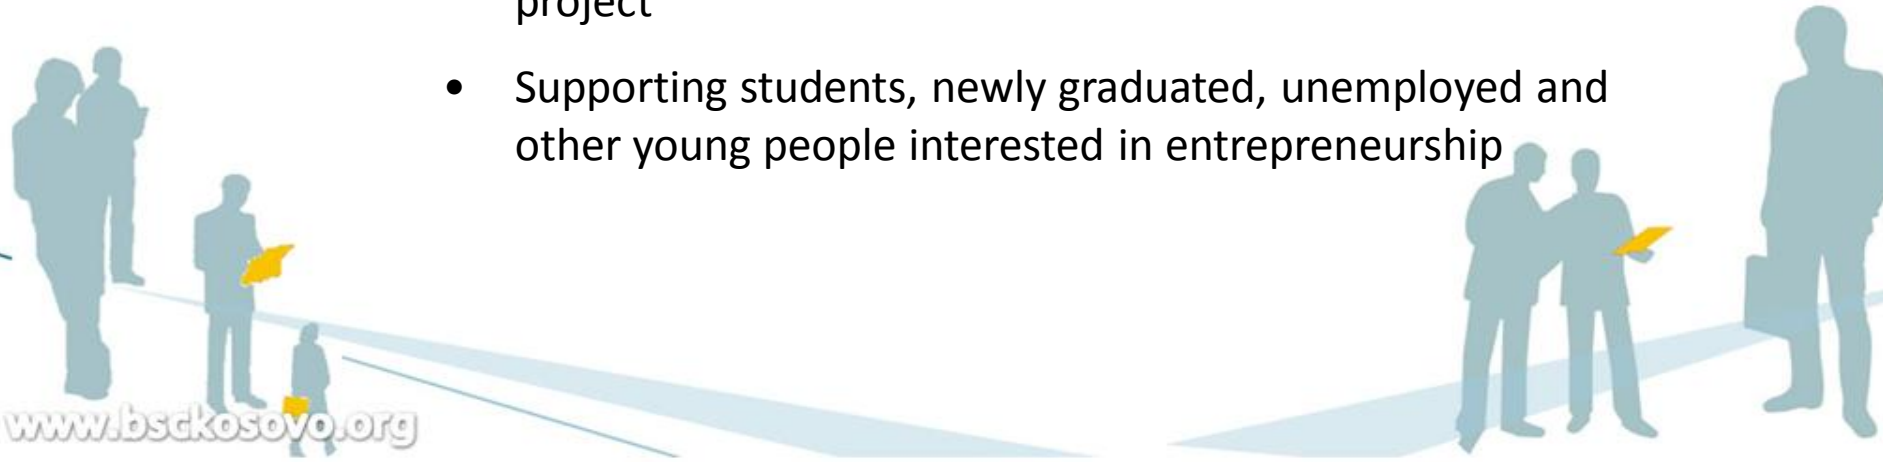 project
• Supporting students, newly graduated, unemployed and
other young people interested in entrepreneurship
www.bsckosovo.org